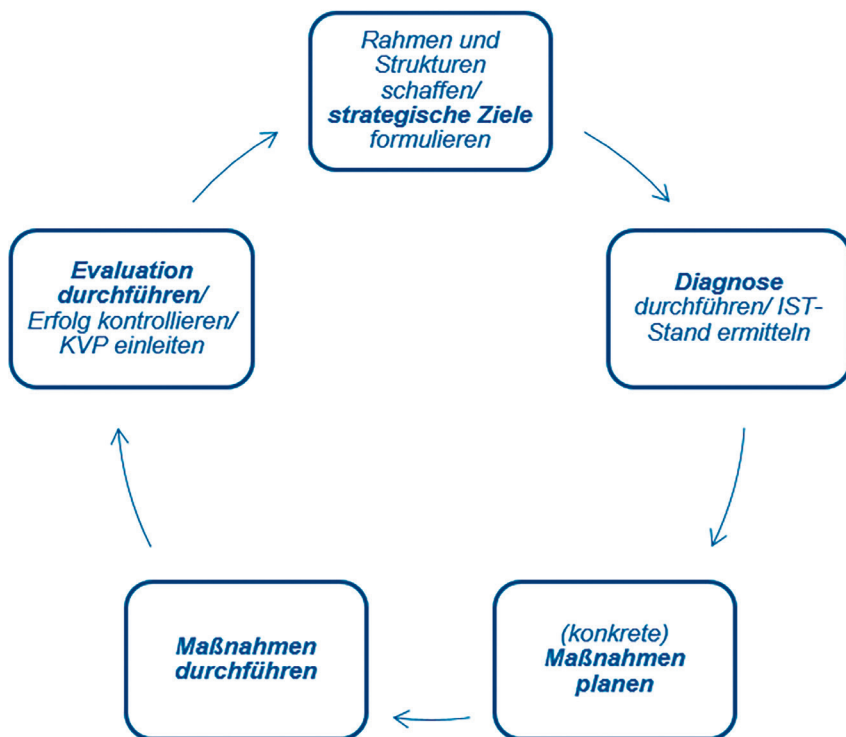 Rahmen und
Strukturen
schaffen/
strategische Ziele
formulieren
Diagnose
durchführen/ IST-
Stand ermitteln
(konkrete)
Maßnahmen
planen
Maßnahmen
durchführen
Evaluation
durchführen/
Erfolg kontrollieren/
KVP einleiten